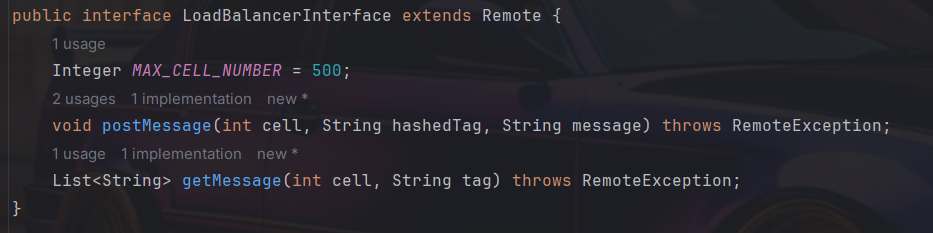 public interface LoadBalancerInterface extends Remote {
1 usage
Integer MAX_CELL_NUMBER = 500;
2 usages 1 implementation new *
void postMessage(int cell, String hashedTag, String message) throws RemoteException;
1 usage 1 implementation new *
List<String> getMessage(int cell, String tag) throws RemoteException;
}